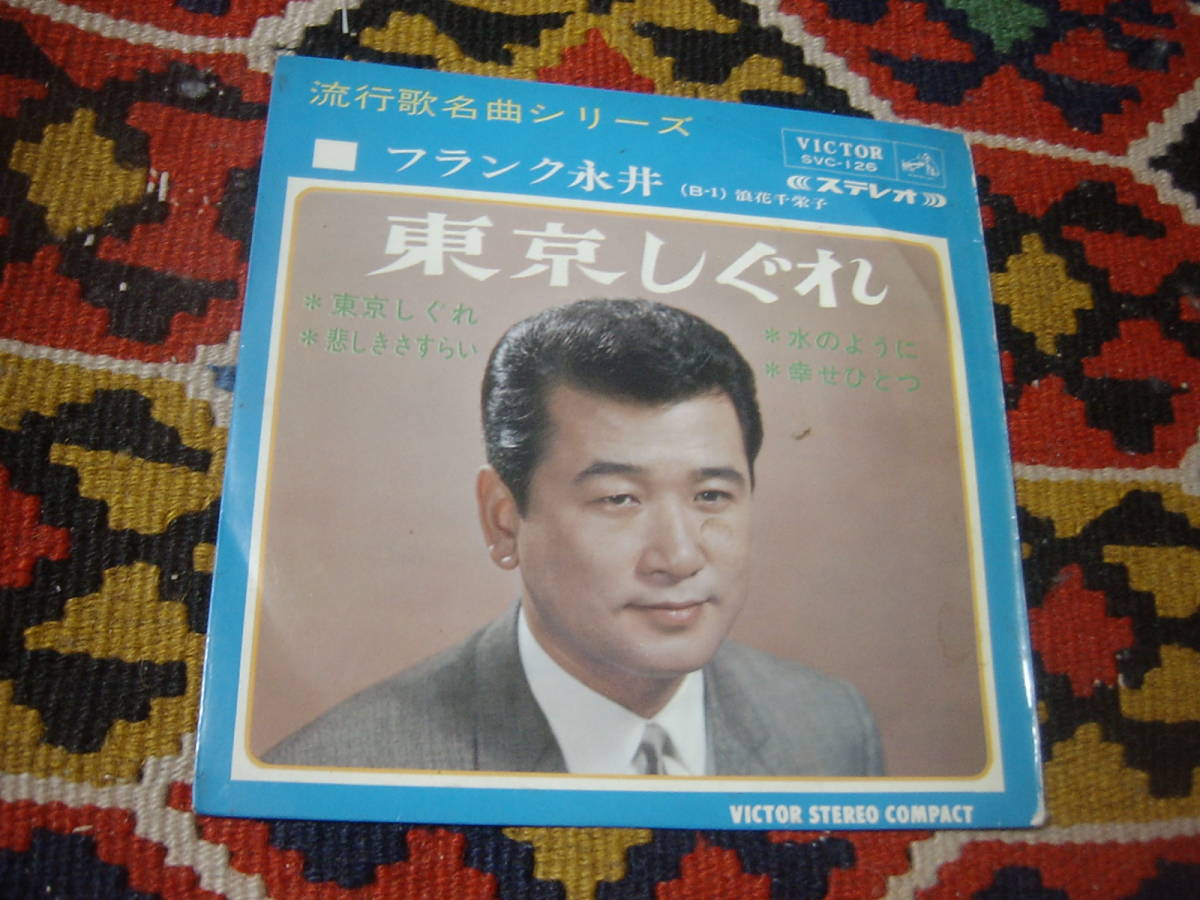 流行歌名曲シリーズ
VICTOR
SVC-126
フランク永井 (B-1) 浪花千栄子
ステレオ
東京しぐれ
＊東京しぐれ
＊悲しきさすらい
＊水のように
＊幸せひとつ
VICTOR STEREO COMPACT